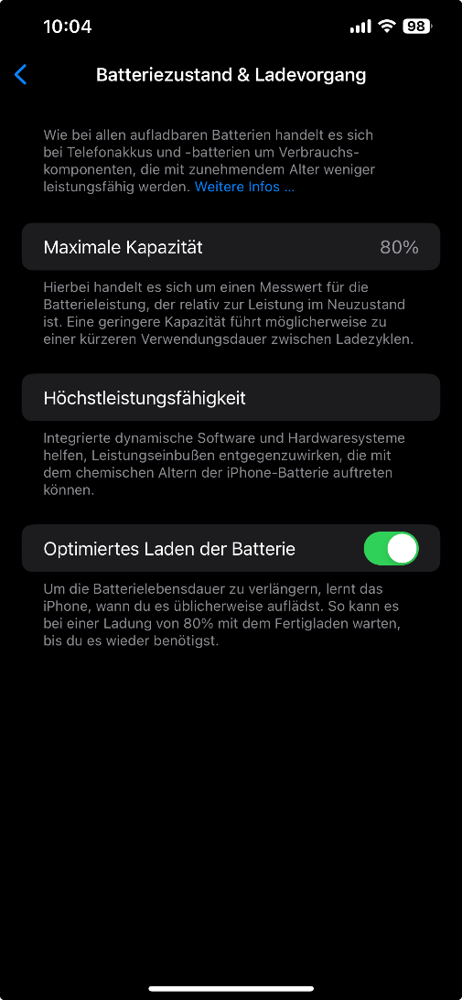 10:04
98
Batteriezustand & Ladevorgang
Wie bei allen aufladbaren Batterien handelt es sich
bei Telefonakkus und -batterien um Verbrauchs-
komponenten, die mit zunehmendem Alter weniger
leistungsfähig werden. Weitere Infos ...
Maximale Kapazität 80%
Hierbei handelt es sich um einen Messwert für die
Batterieleistung, der relativ zur Leistung im Neuzustand
ist. Eine geringere Kapazität führt möglicherweise zu
einer kürzeren Verwendungsdauer zwischen Ladezyklen.
Höchstleistungsfähigkeit
Integrierte dynamische Software und Hardwaresysteme
helfen, Leistungseinbußen entgegenzuwirken, die mit
dem chemischen Altern der iPhone-Batterie auftreten
können.
Optimiertes Laden der Batterie
Um die Batterielebensdauer zu verlängern, lernt das
iPhone, wann du es üblicherweise auflädst. So kann es
bei einer Ladung von 80% mit dem Fertigladen warten,
bis du es wieder benötigst.